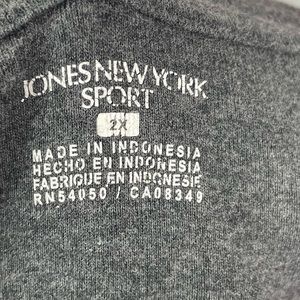 JONES NEW YORK
SPORT
2X
MADE IN INDONESIA
HECHO EN INDONESIA
FABRIQUE EN INDONESIE
RN54050 / CA08349